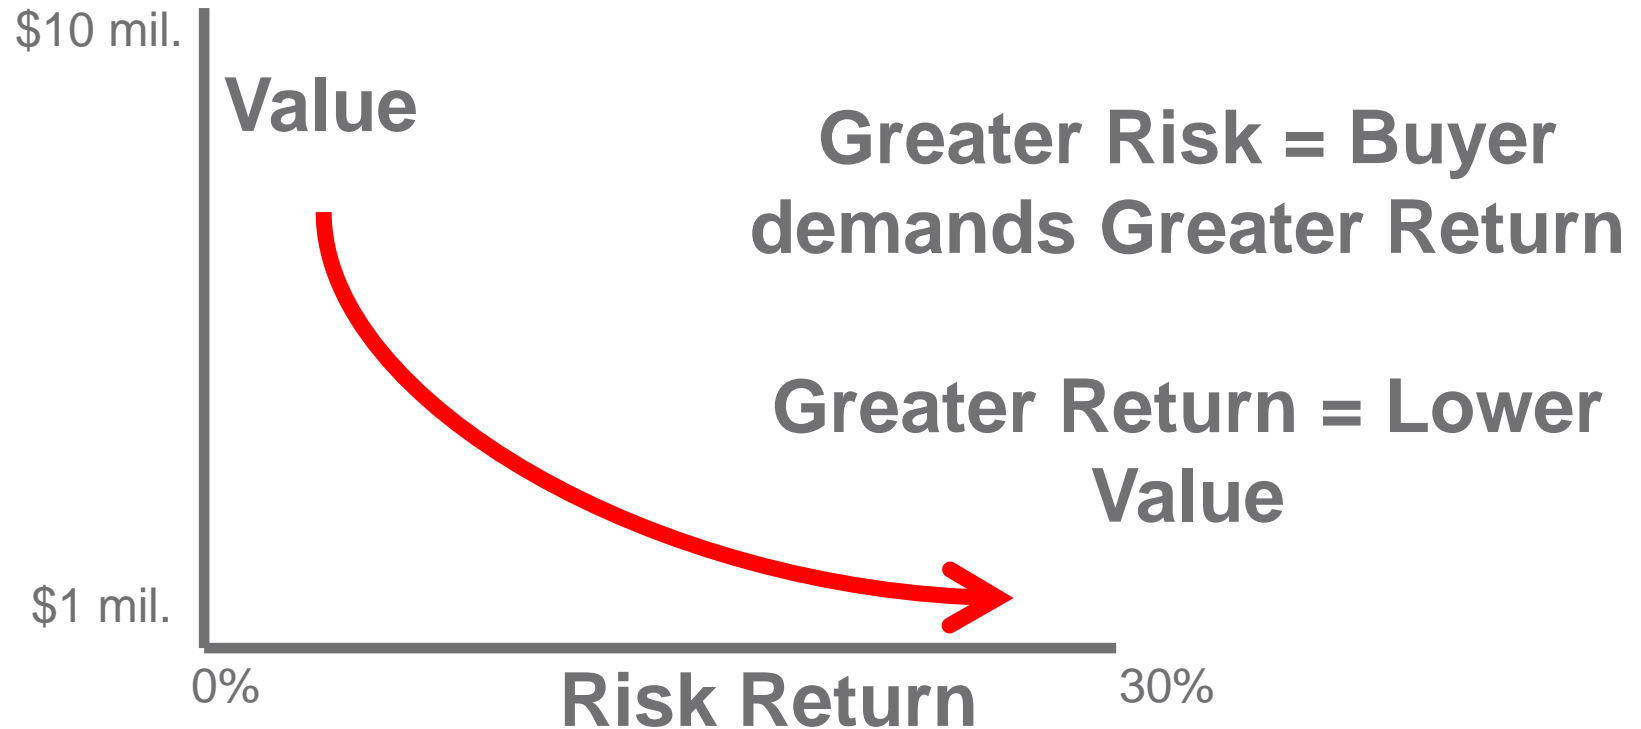 $10 mil.
Value
Greater Risk = Buyer
demands Greater Return
Greater Return = Lower
Value
$1 mil.
0%
Risk Return
30%